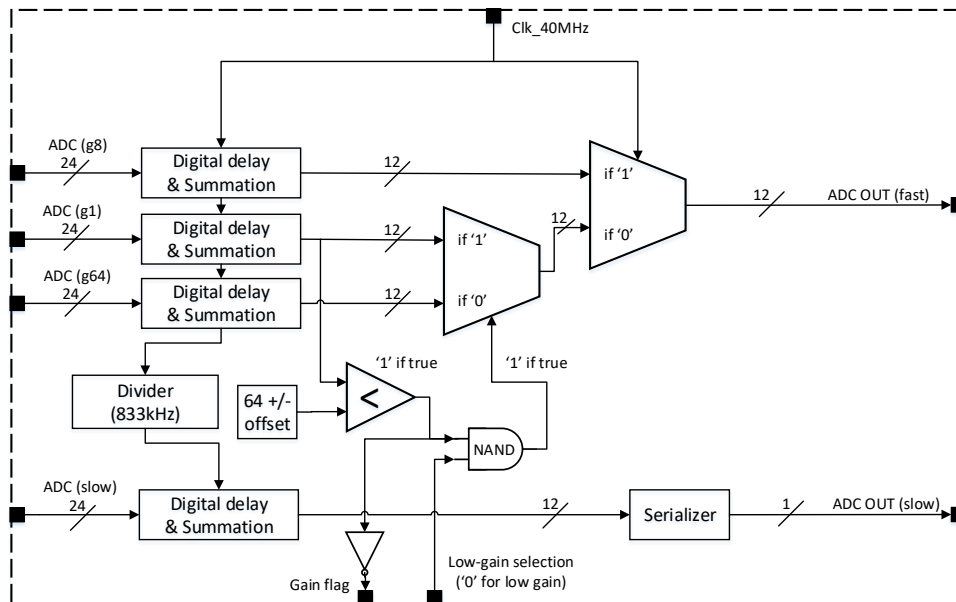 Clk_40MHz
ADC (g8)
24
Digital delay
& Summation
12
if ‘1’
12
ADC OUT (fast)
ADC (g1)
24
Digital delay
& Summation
12
if ‘1’
12
if ‘0’
ADC (g64)
24
Digital delay
& Summation
12
if ‘0’
‘1’ if true
‘1’ if true
Divider
(833kHz)
64 +/-
offset
<
NAND
ADC (slow)
24
Digital delay
& Summation
12
Serializer
1
ADC OUT (slow)
Gain flag
Low-gain selection
(‘0’ for low gain)